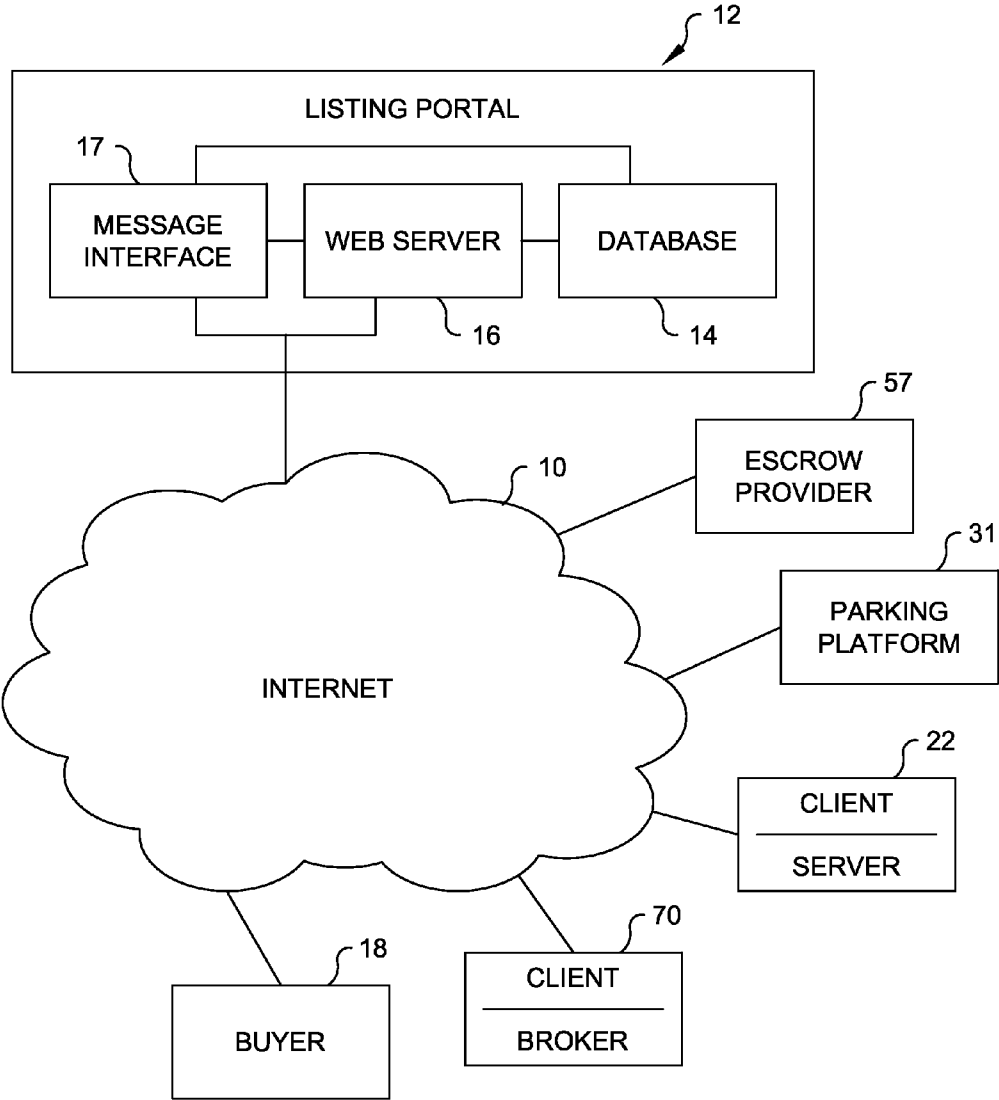 12
LISTING PORTAL
17
MESSAGE
INTERFACE
WEB SERVER
DATABASE
16
14
57
ESCROW
PROVIDER
10
31
PARKING
PLATFORM
INTERNET
22
CLIENT
SERVER
70
CLIENT
BROKER
18
BUYER